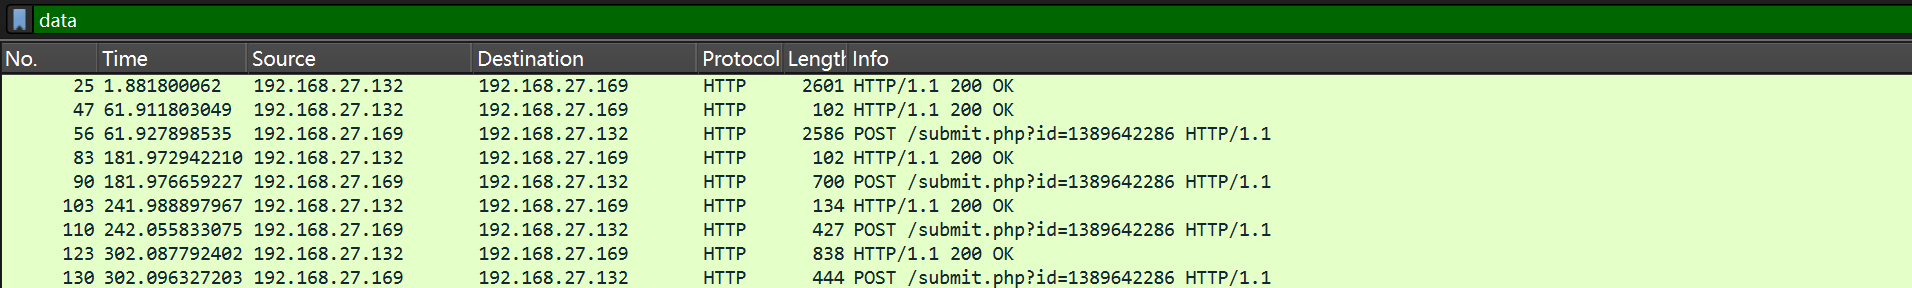 data
No. Time Source Destination Protocol Length Info
25 1.881800062 192.168.27.132 192.168.27.169 HTTP 2601 HTTP/1.1 200 OK
47 61.911803049 192.168.27.132 192.168.27.169 HTTP 102 HTTP/1.1 200 OK
56 61.927898535 192.168.27.169 192.168.27.132 HTTP 2586 POST /submit.php?id=1389642286 HTTP/1.1
83 181.972942210 192.168.27.132 192.168.27.169 HTTP 102 HTTP/1.1 200 OK
90 181.976659227 192.168.27.169 192.168.27.132 HTTP 700 POST /submit.php?id=1389642286 HTTP/1.1
103 241.988897967 192.168.27.132 192.168.27.169 HTTP 134 HTTP/1.1 200 OK
110 242.055833075 192.168.27.169 192.168.27.132 HTTP 427 POST /submit.php?id=1389642286 HTTP/1.1
123 302.087792402 192.168.27.132 192.168.27.169 HTTP 838 HTTP/1.1 200 OK
130 302.096327203 192.168.27.169 192.168.27.132 HTTP 444 POST /submit.php?id=1389642286 HTTP/1.1